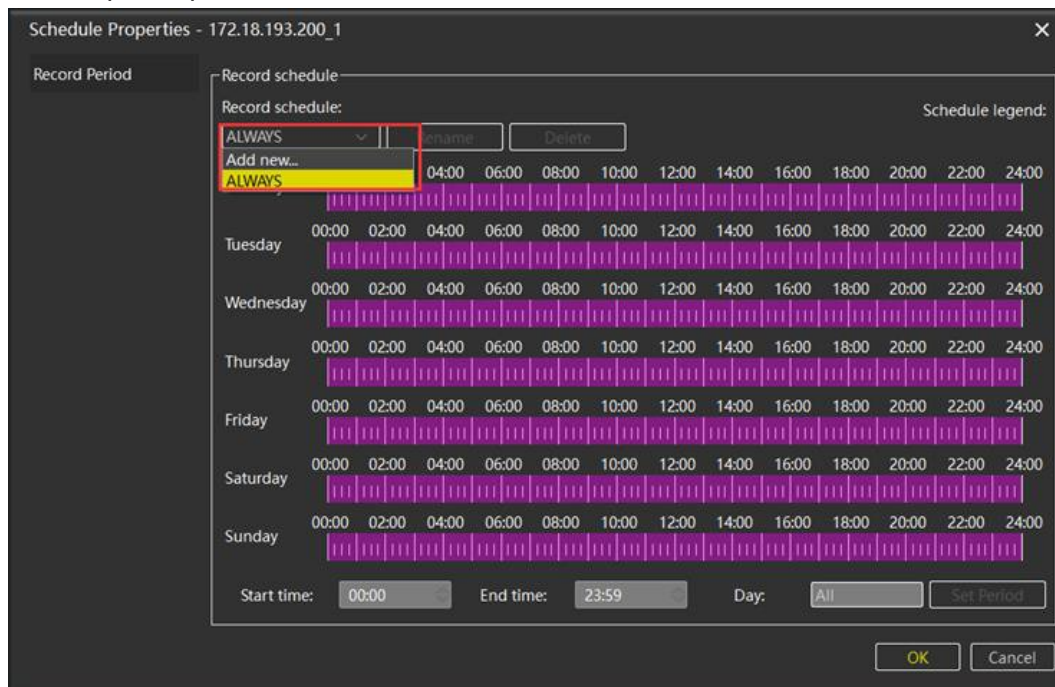 Schedule Properties - 172.18.193.200_1
Record Period
Record schedule
Record schedule:
Schedule legend:
ALWAYS
Rename
Delete
Add new...
ALWAYS
04:00 06:00 08:00 10:00 12:00 14:00 16:00 18:00 20:00 22:00 24:00
00:00 02:00 04:00 06:00 08:00 10:00 12:00 14:00 16:00 18:00 20:00 22:00 24:00
Tuesday
00:00 02:00 04:00 06:00 08:00 10:00 12:00 14:00 16:00 18:00 20:00 22:00 24:00
Wednesday
00:00 02:00 04:00 06:00 08:00 10:00 12:00 14:00 16:00 18:00 20:00 22:00 24:00
Thursday
00:00 02:00 04:00 06:00 08:00 10:00 12:00 14:00 16:00 18:00 20:00 22:00 24:00
Friday
00:00 02:00 04:00 06:00 08:00 10:00 12:00 14:00 16:00 18:00 20:00 22:00 24:00
Saturday
00:00 02:00 04:00 06:00 08:00 10:00 12:00 14:00 16:00 18:00 20:00 22:00 24:00
Sunday
Start time: 00:00 End time: 23:59 Day: All Set Period
OK Cancel